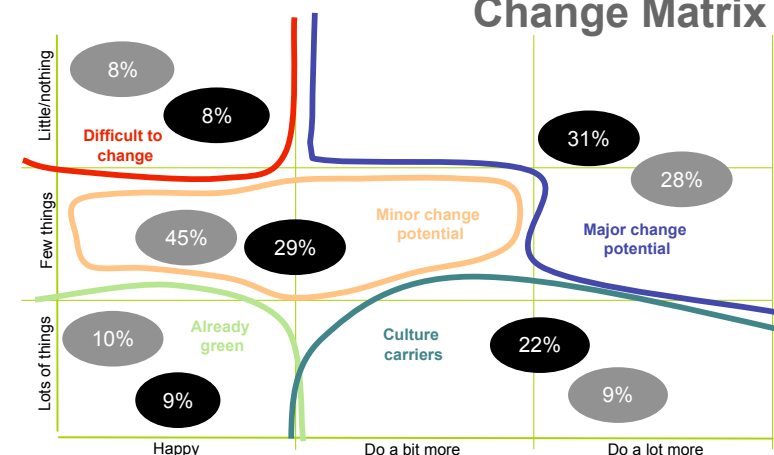 Change Matrix
Little/nothing
8%
8%
Difficult to
change
31%
28%
Few things
45%
29%
Minor change
potential
Major change
potential
Lots of things
10%
Already
green
9%
Culture
carriers
22%
9%
Happy
Do a bit more
Do a lot more